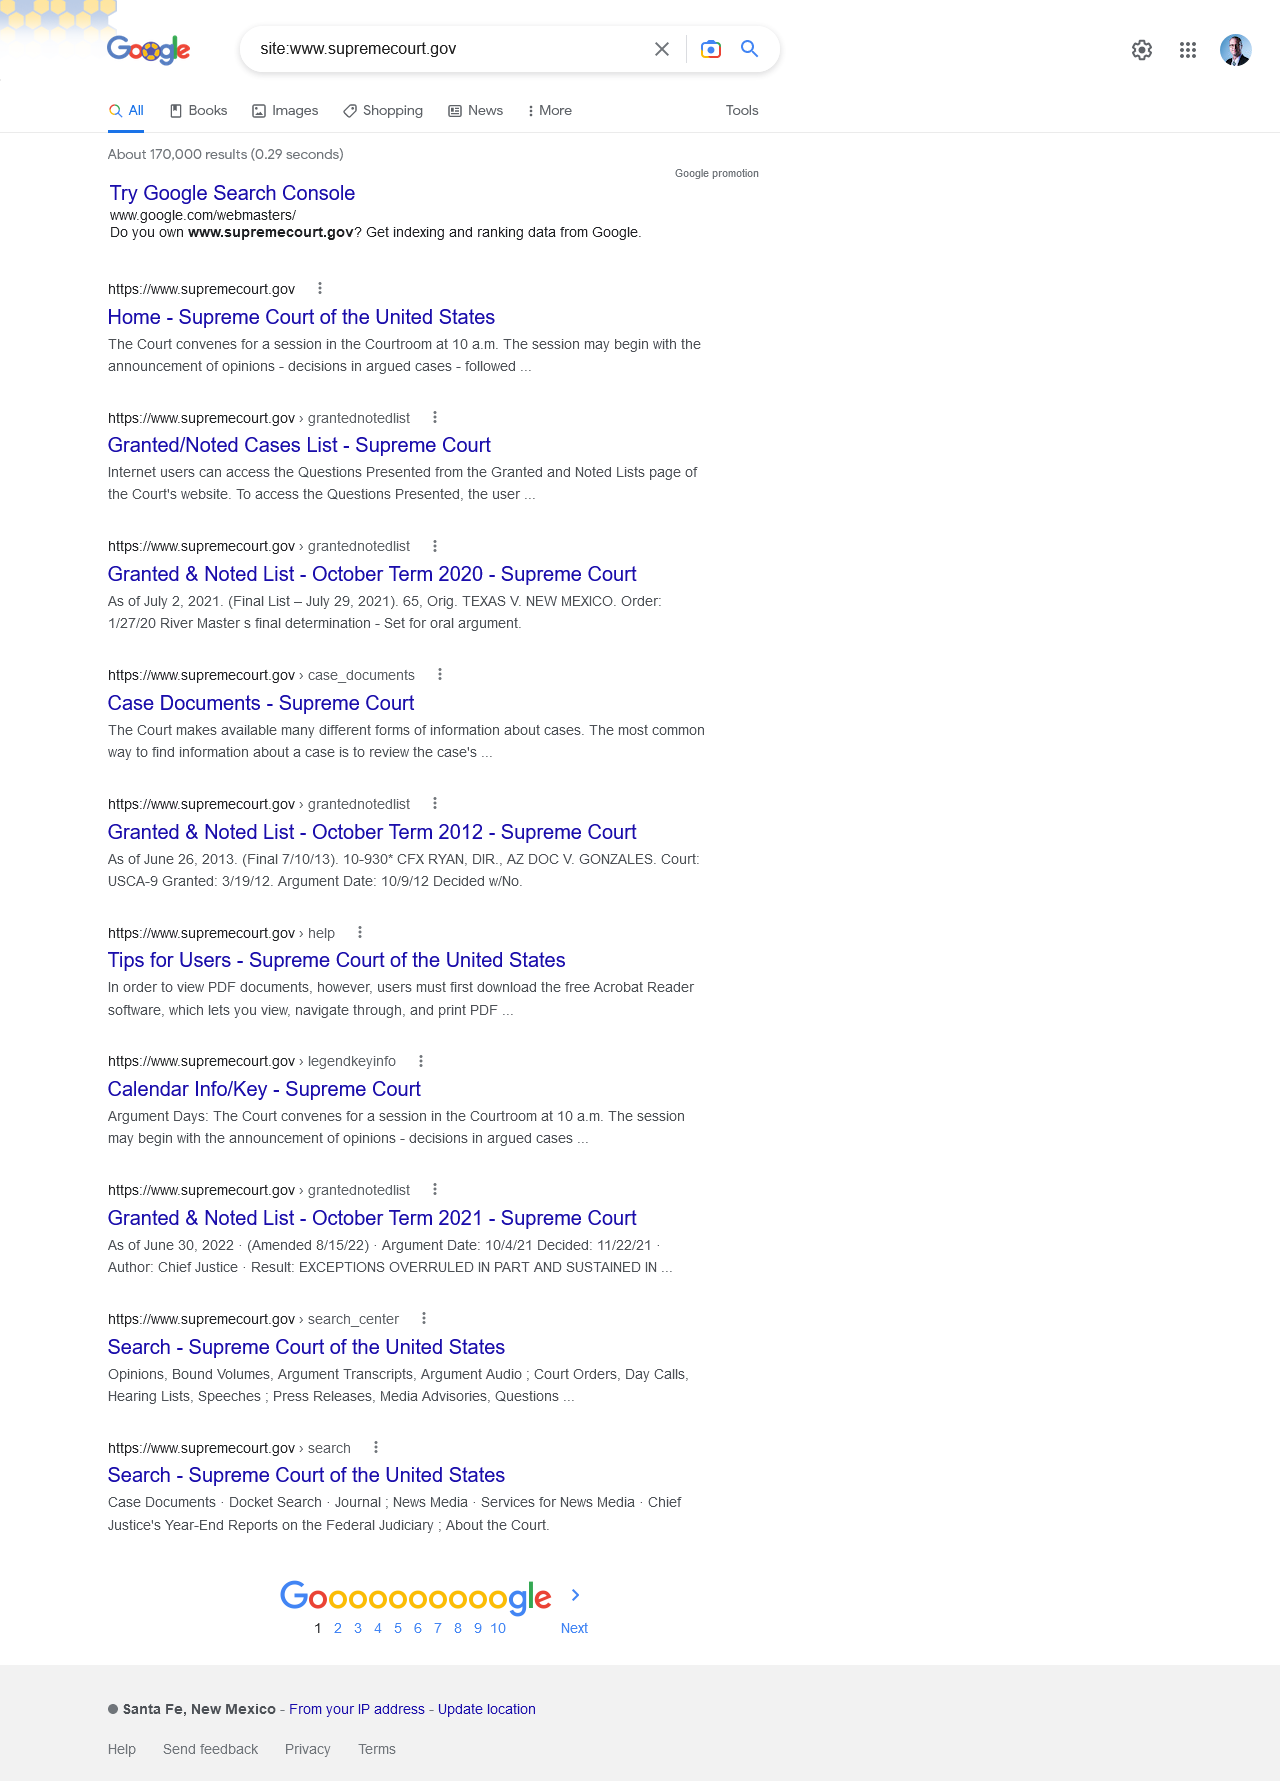 Google
site:www.supremecourt.gov
All Books Images Shopping News More Tools
About 170,000 results (0.29 seconds)
Google promotion
Try Google Search Console
www.google.com/webmasters/
Do you own www.supremecourt.gov? Get indexing and ranking data from Google.
https://www.supremecourt.gov
Home - Supreme Court of the United States
The Court convenes for a session in the Courtroom at 10 a.m. The session may begin with the
announcement of opinions - decisions in argued cases - followed ...
https://www.supremecourt.gov › grantednotedlist
Granted/Noted Cases List - Supreme Court
Internet users can access the Questions Presented from the Granted and Noted Lists page of
the Court's website. To access the Questions Presented, the user ...
https://www.supremecourt.gov › grantednotedlist
Granted & Noted List - October Term 2020 - Supreme Court
As of July 2, 2021. (Final List – July 29, 2021). 65, Orig. TEXAS V. NEW MEXICO. Order:
1/27/20 River Master s final determination - Set for oral argument.
https://www.supremecourt.gov › case_documents
Case Documents - Supreme Court
The Court makes available many different forms of information about cases. The most common
way to find information about a case is to review the case's ...
https://www.supremecourt.gov › grantednotedlist
Granted & Noted List - October Term 2012 - Supreme Court
As of June 26, 2013. (Final 7/10/13). 10-930* CFX RYAN, DIR., AZ DOC V. GONZALES. Court:
USCA-9 Granted: 3/19/12. Argument Date: 10/9/12 Decided w/No.
https://www.supremecourt.gov › help
Tips for Users - Supreme Court of the United States
In order to view PDF documents, however, users must first download the free Acrobat Reader
software, which lets you view, navigate through, and print PDF ...
https://www.supremecourt.gov › legendkeyinfo
Calendar Info/Key - Supreme Court
Argument Days: The Court convenes for a session in the Courtroom at 10 a.m. The session
may begin with the announcement of opinions - decisions in argued cases ...
https://www.supremecourt.gov › grantednotedlist
Granted & Noted List - October Term 2021 - Supreme Court
As of June 30, 2022 · (Amended 8/15/22) · Argument Date: 10/4/21 Decided: 11/22/21 ·
Author: Chief Justice · Result: EXCEPTIONS OVERRULED IN PART AND SUSTAINED IN ...
https://www.supremecourt.gov › search_center
Search - Supreme Court of the United States
Opinions, Bound Volumes, Argument Transcripts, Argument Audio ; Court Orders, Day Calls,
Hearing Lists, Speeches ; Press Releases, Media Advisories, Questions ...
https://www.supremecourt.gov › search
Search - Supreme Court of the United States
Case Documents · Docket Search · Journal ; News Media · Services for News Media · Chief
Justice's Year-End Reports on the Federal Judiciary ; About the Court.
Goooooooooogle
1 2 3 4 5 6 7 8 9 10 Next
Santa Fe, New Mexico - From your IP address - Update location
Help Send feedback Privacy Terms